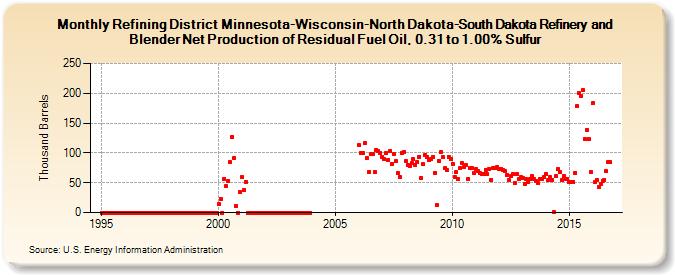 Monthly Refining District Minnesota-Wisconsin-North Dakota-South Dakota Refinery and
Blender Net Production of Residual Fuel Oil, 0.31 to 1.00% Sulfur
Thousand Barrels
250
200
150
100
50
0
1995 2000 2005 2010 2015
Source: U.S. Energy Information Administration